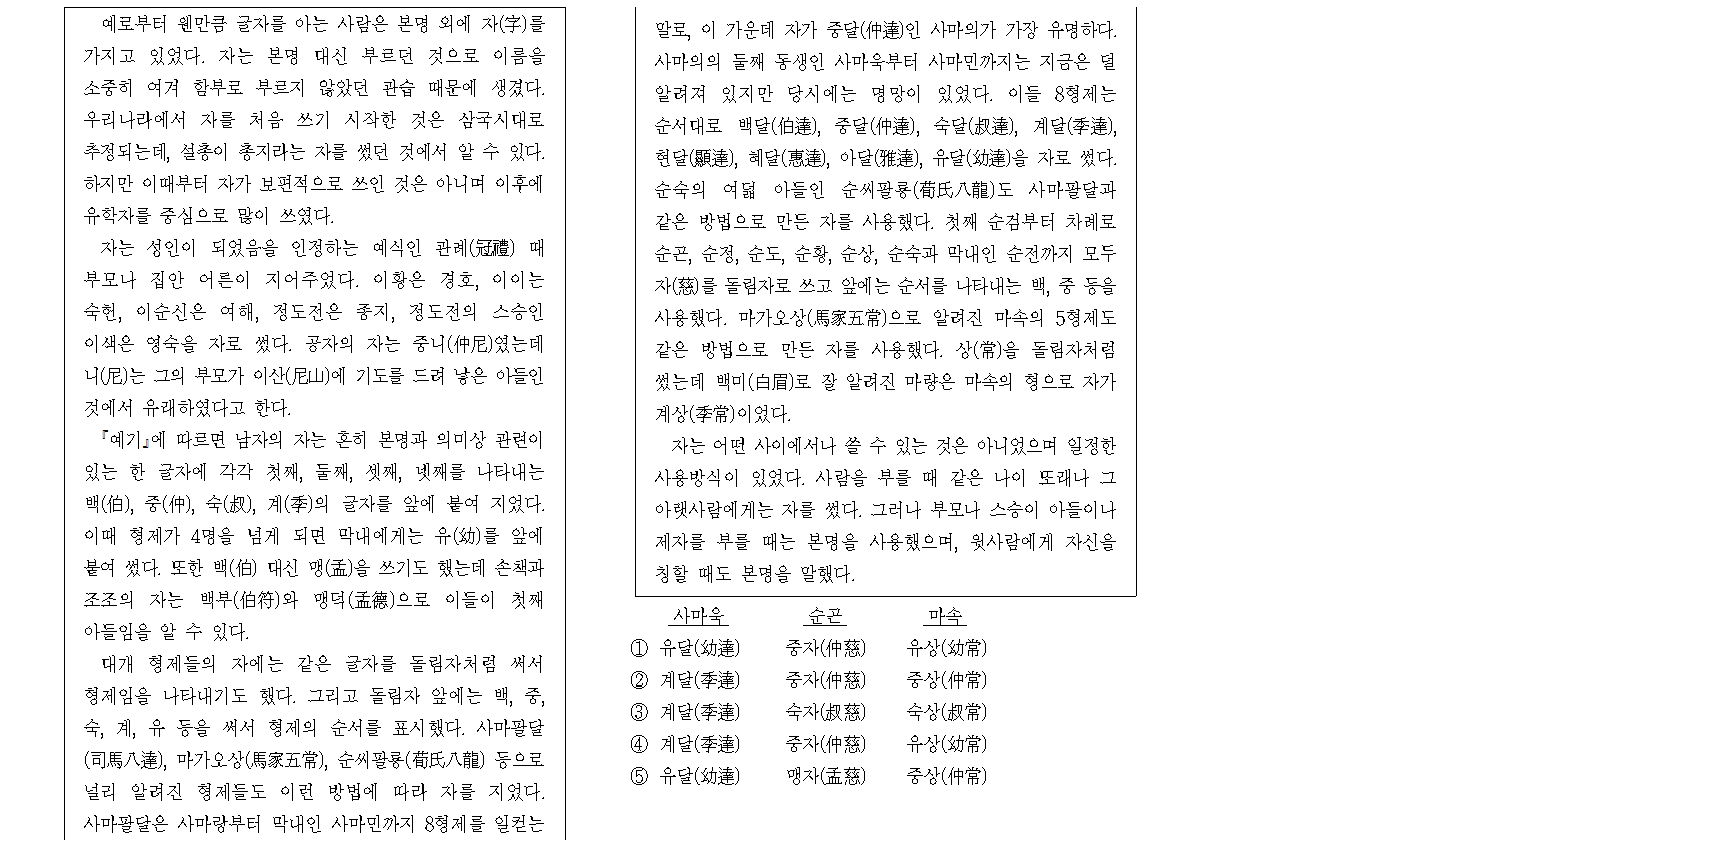 예로부터 웬만큼 글자를 아는 사람은 본명 외에 자(字)를
가지고 있었다. 자는 본명 대신 부르던 것으로 이름을
소중히 여겨 함부로 부르지 않았던 관습 때문에 생겼다.
우리나라에서 자를 처음 쓰기 시작한 것은 삼국시대로
추정되는데, 설총이 총지라는 자를 썼던 것에서 알 수 있다.
하지만 이때부터 자가 보편적으로 쓰인 것은 아니며 이후에
유학자를 중심으로 많이 쓰였다.
자는 성인이 되었음을 인정하는 예식인 관례(冠禮) 때
부모나 집안 어른이 지어주었다. 이황은 경호, 이이는
숙헌, 이순신은 여해, 정도전은 종지, 정도전의 스승인
이색은 영숙을 자로 썼다. 공자의 자는 중니(仲尼)였는데
니(尼)는 그의 부모가 이산(尼山)에 기도를 드려 낳은 아들인
것에서 유래하였다고 한다.
『예기』에 따르면 남자의 자는 흔히 본명과 의미상 관련이
있는 한 글자에 각각 첫째, 둘째, 셋째, 넷째를 나타내는
백(伯), 중(仲), 숙(叔), 계(季)의 글자를 앞에 붙여 지었다.
이때 형제가 4명을 넘게 되면 막내에게는 유(幼)를 앞에
붙여 썼다. 또한 백(伯) 대신 맹(孟)을 쓰기도 했는데 손책과
조조의 자는 백부(伯符)와 맹덕(孟德)으로 이들이 첫째
아들임을 알 수 있다.
대개 형제들의 자에는 같은 글자를 돌림자처럼 써서
형제임을 나타내기도 했다. 그리고 돌림자 앞에는 백, 중,
숙, 계, 유 등을 써서 형제의 순서를 표시했다. 사마팔달
(司馬八達), 마가오상(馬家五常), 순씨팔룡(荀氏八龍) 등으로
널리 알려진 형제들도 이런 방법에 따라 자를 지었다.
사마팔달은 사마랑부터 막내인 사마민까지 8형제를 일컫는
말로, 이 가운데 자가 중달(仲達)인 사마의가 가장 유명하다.
사마의의 둘째 동생인 사마욱부터 사마민까지는 지금은 덜
알려져 있지만 당시에는 명망이 있었다. 이들 8형제는
순서대로 백달(伯達), 중달(仲達), 숙달(叔達), 계달(季達),
현달(顯達), 혜달(惠達), 아달(雅達), 유달(幼達)을 자로 썼다.
순숙의 여덟 아들인 순씨팔룡(荀氏八龍)도 사마팔달과
같은 방법으로 만든 자를 사용했다. 첫째 순검부터 차례로
순곤, 순정, 순도, 순황, 순상, 순숙과 막내인 순전까지 모두
자(慈)를 돌림자로 쓰고 앞에는 순서를 나타내는 백, 중 등을
사용했다. 마가오상(馬家五常)으로 알려진 마속의 5형제도
같은 방법으로 만든 자를 사용했다. 상(常)을 돌림자처럼
썼는데 백미(白眉)로 잘 알려진 마량은 마속의 형으로 자가
계상(季常)이었다.
자는 어떤 사이에서나 쓸 수 있는 것은 아니었으며 일정한
사용방식이 있었다. 사람을 부를 때 같은 나이 또래나 그
아랫사람에게는 자를 썼다. 그러나 부모나 스승이 아들이나
제자를 부를 때는 본명을 사용했으며, 윗사람에게 자신을
칭할 때도 본명을 말했다.
사마욱 순곤 마속
① 유달(幼達) 중자(仲慈) 유상(幼常)
② 계달(季達) 중자(仲慈) 중상(仲常)
③ 계달(季達) 숙자(叔慈) 숙상(叔常)
④ 계달(季達) 중자(仲慈) 유상(幼常)
⑤ 유달(幼達) 맹자(孟慈) 중상(仲常)